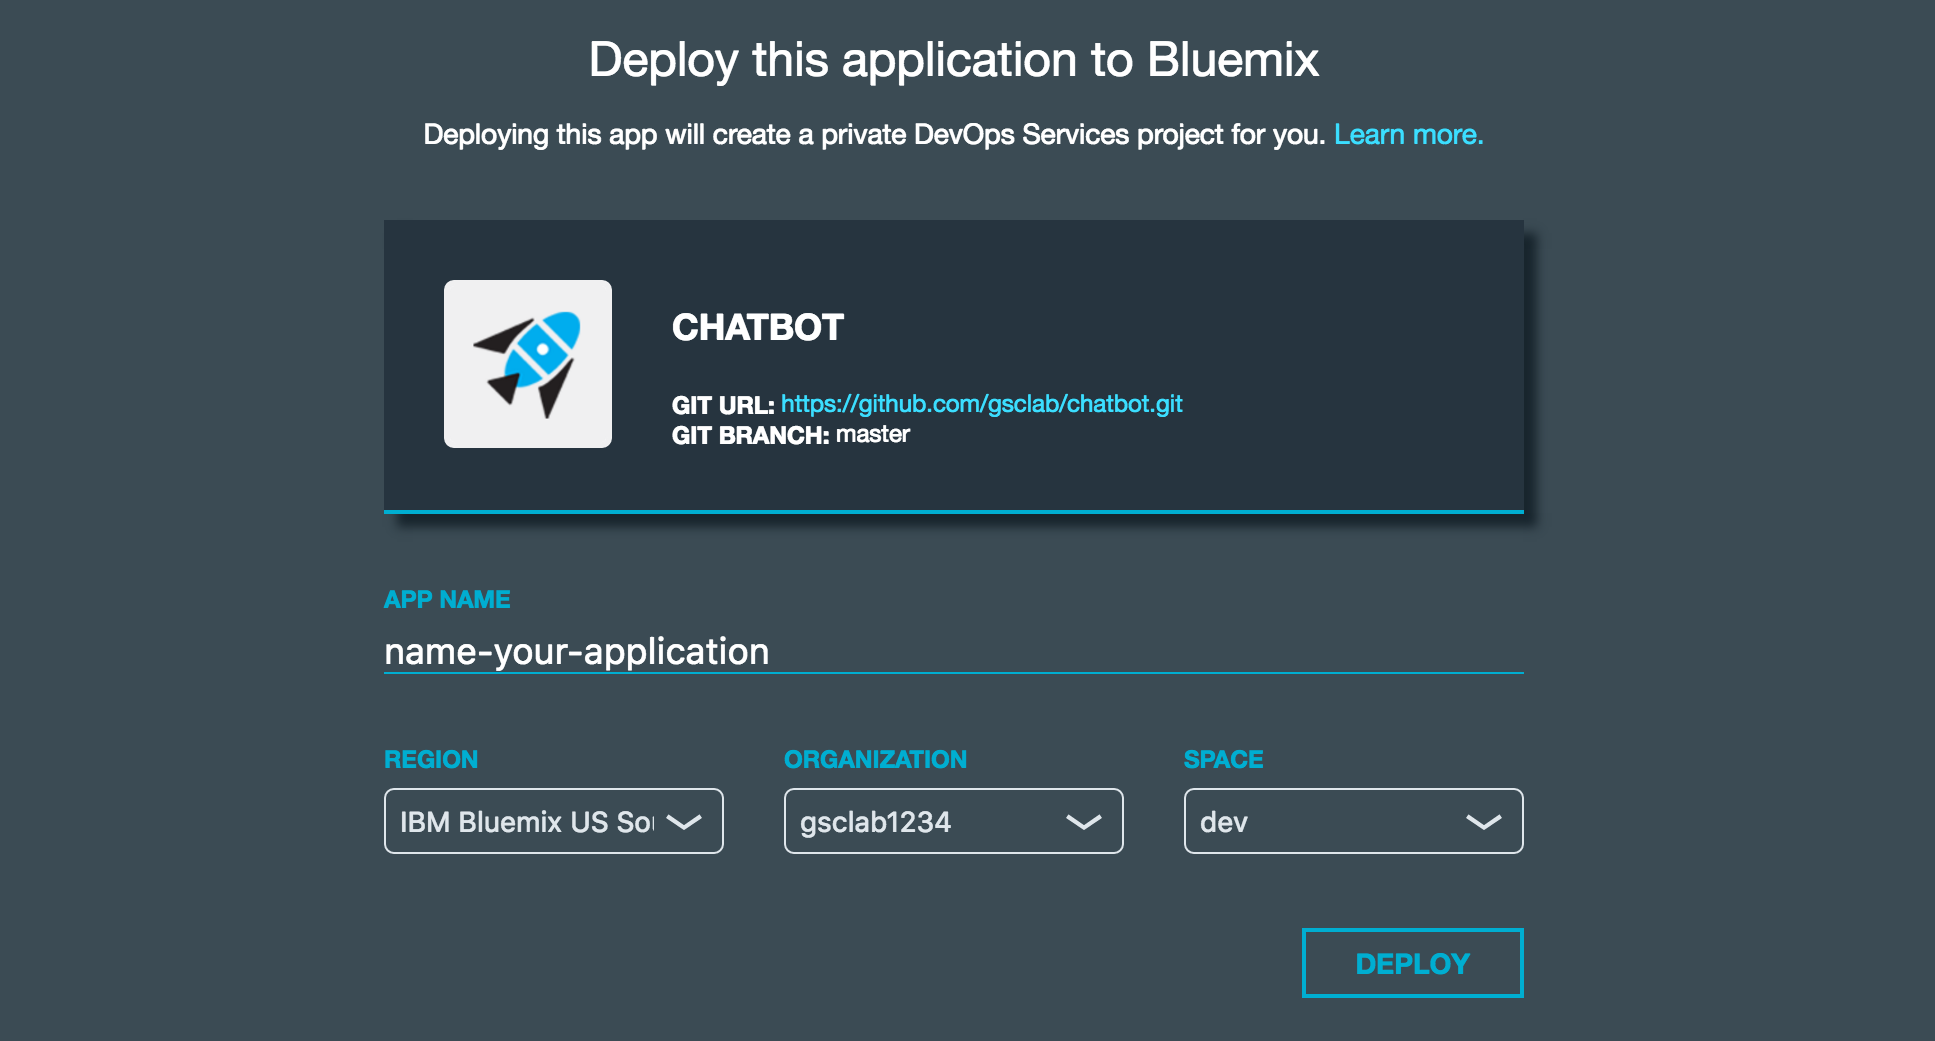 Deploy this application to Bluemix
Deploying this app will create a private DevOps Services project for you. Learn more.
CHATBOT
GIT URL: https://github.com/gsclab/chatbot.git
GIT BRANCH: master
APP NAME
name-your-application
REGION ORGANIZATION SPACE
IBM Bluemix US gsclab1234 dev
DEPLOY